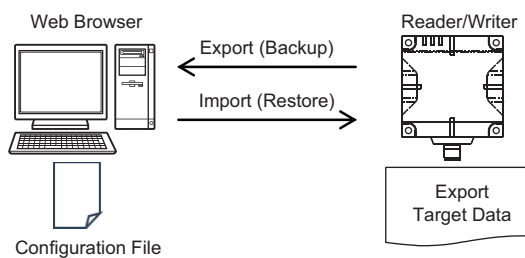 Web Browser
Reader/Writer
Export (Backup)
Import (Restore)
Export
Target Data
Configuration File